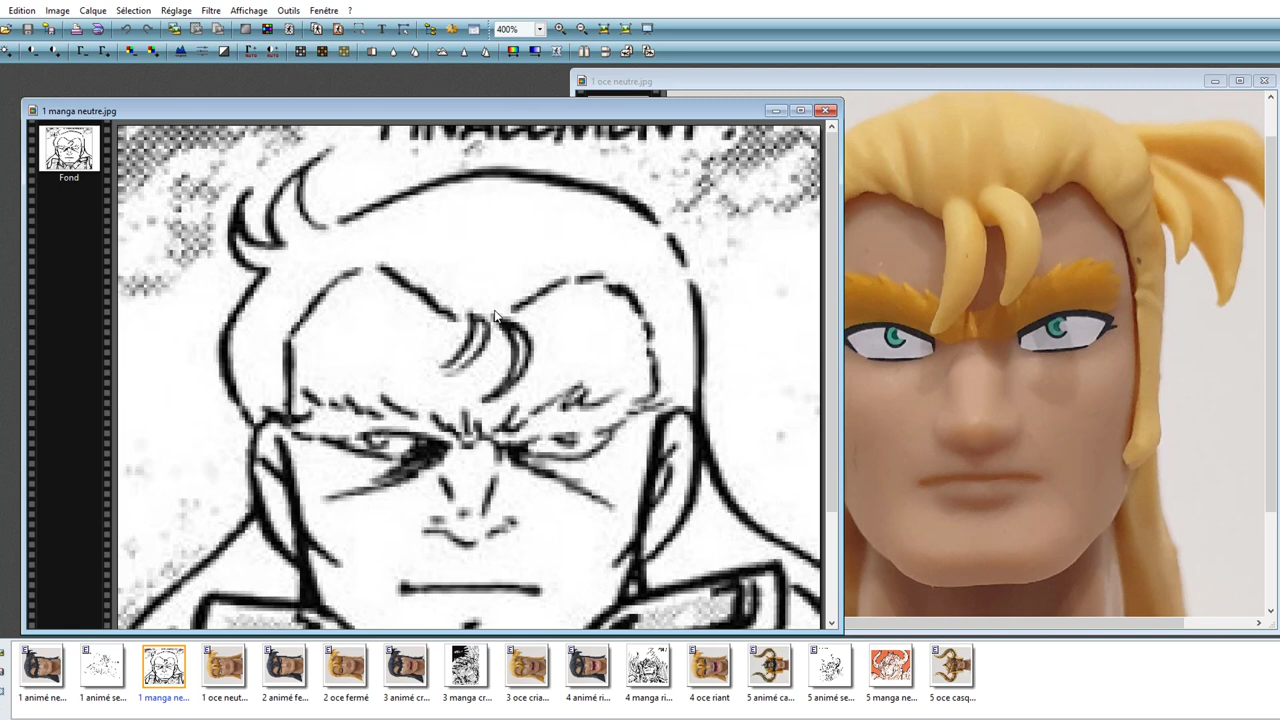 Edition Image Calque Sélection Réglage Filtre Affichage Outils Fenêtre ?
400%
1 oce neutre.jpg
1 manga neutre.jpg
FINALEMENT ?
Fond
1 animé ne... 1 animé se... 1 manga ne... 1 oce neut... 2 animé fe... 2 oce fermé 3 animé cr... 3 manga cr... 3 oce cria... 4 animé ri... 4 manga ri... 4 oce riant 5 animé ca... 5 animé se... 5 manga ne... 5 oce casq...